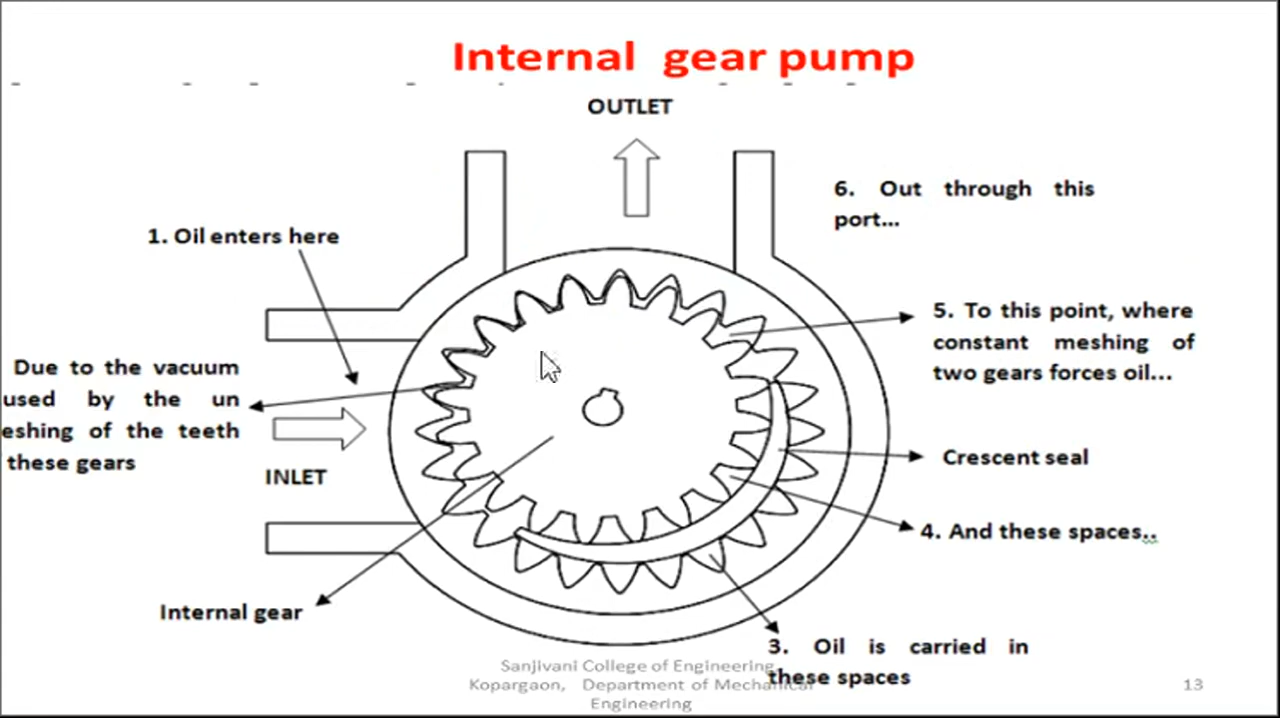 Internal gear pump
OUTLET
6. Out through this
port...
1. Oil enters here
5. To this point, where
constant meshing of
two gears forces oil...
Due to the vacuum
used by the un
eshing of the teeth
these gears
INLET
Crescent seal
4. And these spaces..
Internal gear
3. Oil is carried in
these spaces
Sanjivani College of Engineering
Kopargaon, Department of Mechanical
Engineering
13